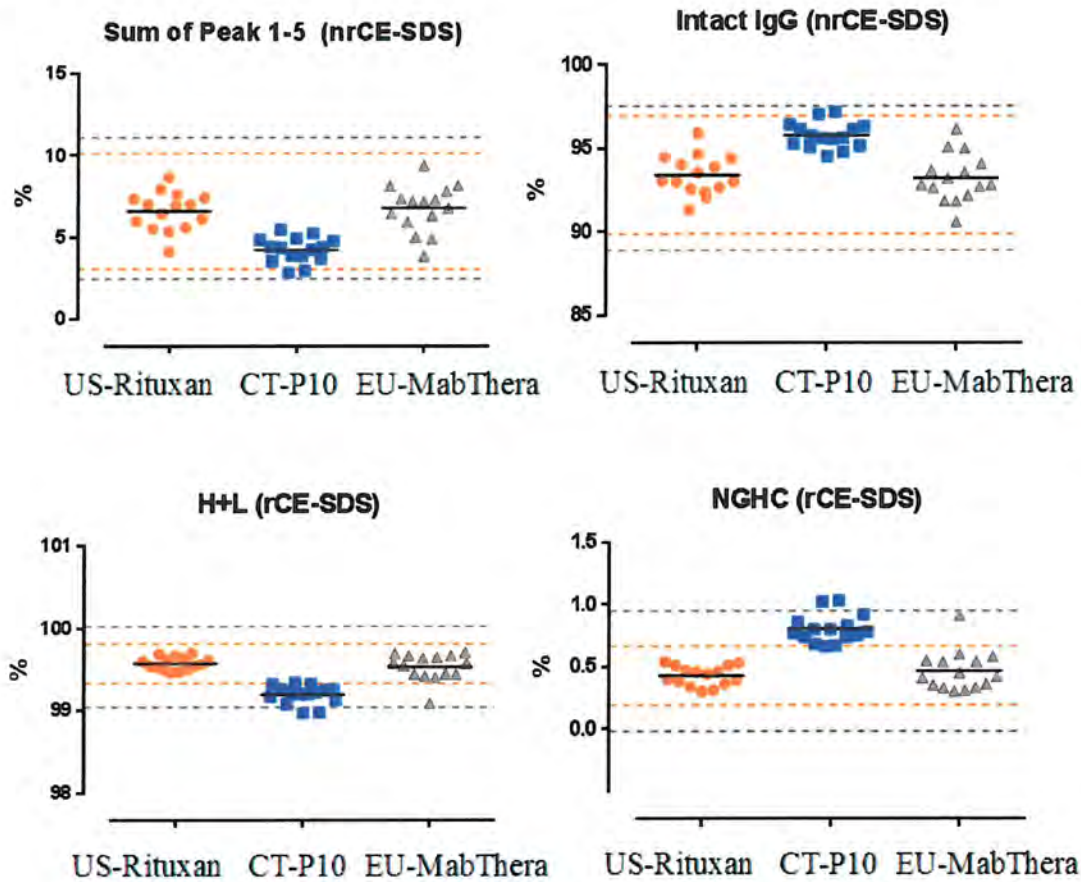 Sum of Peak 1-5 (nrCE-SDS)
%
15
10
5
0
US-Rituxan CT-P10 EU-MabThera
Intact IgG (nrCE-SDS)
%
100
95
90
85
US-Rituxan CT-P10 EU-MabThera
H+L (rCE-SDS)
%
101
100
99
98
US-Rituxan CT-P10 EU-MabThera
NGHC (rCE-SDS)
%
1.5
1.0
0.5
0.0
US-Rituxan CT-P10 EU-MabThera